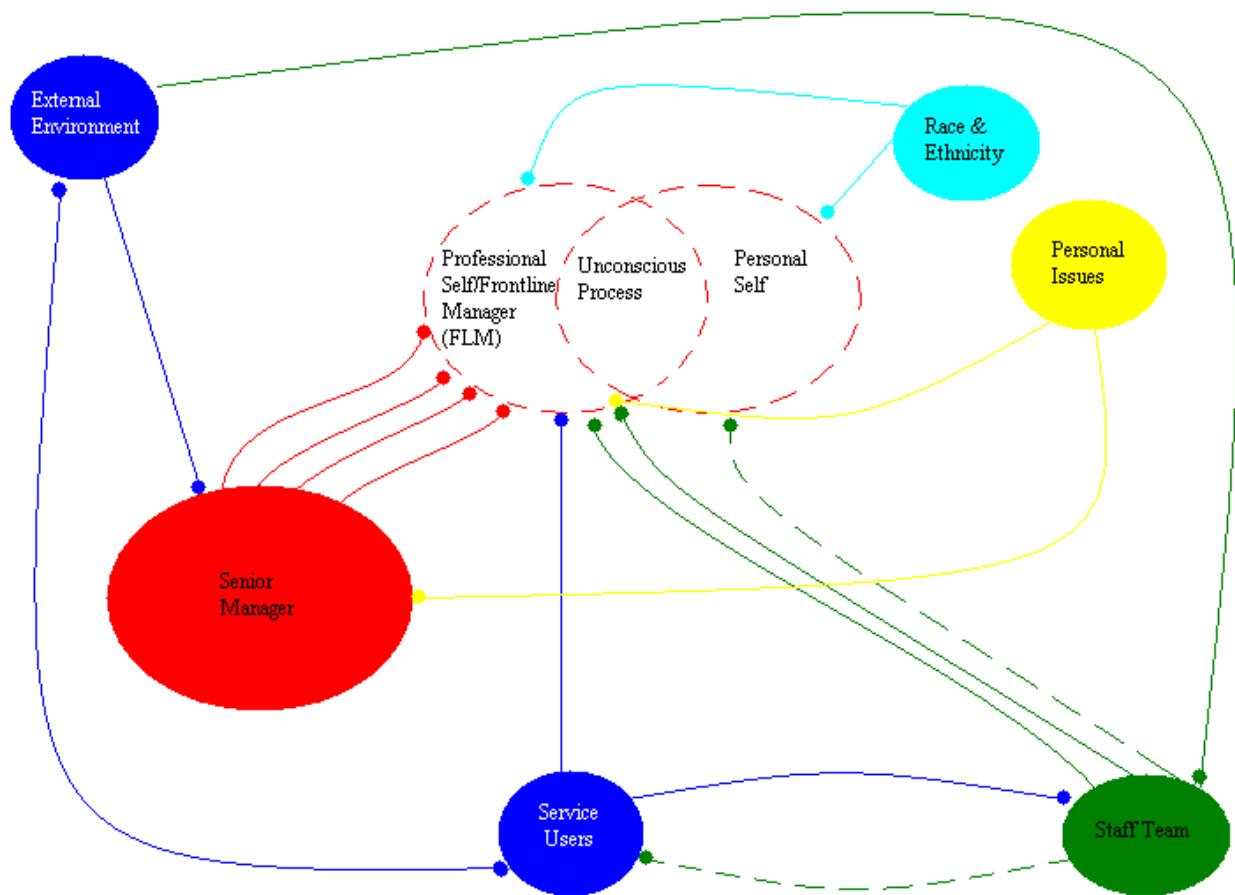 External
Environment
Race &
Ethnicity
Professional
Self/Frontline
Manager
(FLM)
Unconscious
Process
Personal
Self
Personal
Issues
Senior
Manager
Service
Users
Staff Team